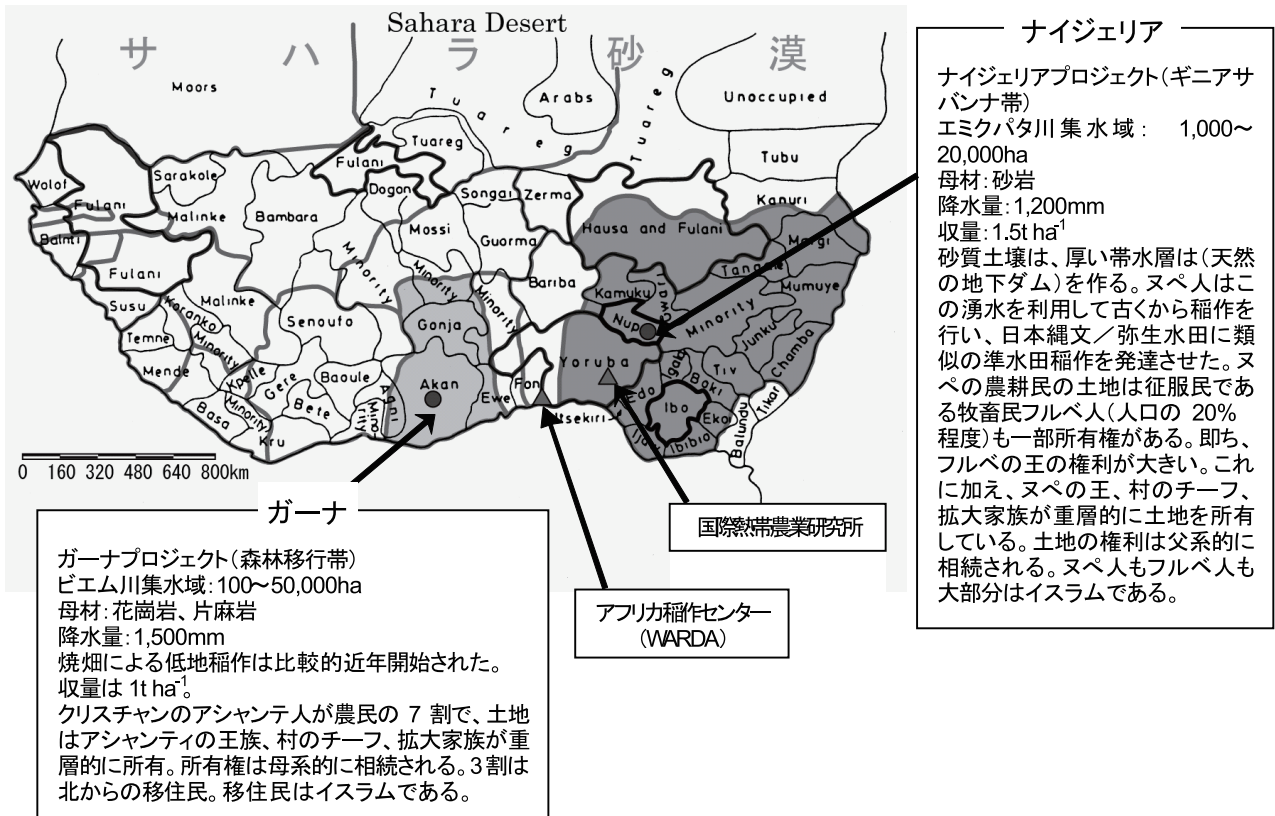 Sahara Desert
サ ハ ラ 砂 漠
Moors
Tuareg
Arabs
Tuareg
Unoccupied
Tuareg
Fulani
Tubu
Wolof
Fulani
Sarakole
Dogon
Songai
Zerma
Kanuri
Malinke
Bambara
Balnti
Mossi
Guorma
Hausa and Fulani
Margi
Fulani
Minority
Minority
Bariba
Tangale
Kamuku
Gwari
Mumuye
Susu
Koranko
Malinke
Senoufo
Gonja
Minority
Nup
Minority
Junku
Chamba
Temne
Minority
Yoruba
Igab
Tiv
Mende
Kpelle
Gere
Baoule
Akan
Fon
Edo
Boki
Agni
Ewe
Itsekiri
Ibo
Ekoi
Basa
Minority
Bete
Minority
Ijaw
Ibibio
Balundu
Tikar
Kru
0 160 320 480 640 800km
ナイジェリア
ナイジェリアプロジェクト(ギニアサ
バンナ帯)
エミクパタ川集水域: 1,000～
20,000ha
母材:砂岩
降水量:1,200mm
収量:1.5t ha⁻¹
砂質土壌は、厚い帯水層は(天然
の地下ダム)を作る。ヌペ人はこ
の湧水を利用して古くから稲作を
行い、日本縄文/弥生水田に類
似の準水田稲作を発達させた。ヌ
ペの農耕民の土地は征服民であ
る牧畜民フルベ人(人口の 20%
程度)も一部所有権がある。即ち、
フルベの王の権利が大きい。これ
に加え、ヌペの王、村のチーフ、
拡大家族が重層的に土地を所有
している。土地の権利は父系的に
相続される。ヌペ人もフルベ人も
大部分はイスラムである。
国際熱帯農業研究所
アフリカ稲作センター
(WARDA)
ガーナ
ガーナプロジェクト(森林移行帯)
ビエム川集水域:100～50,000ha
母材:花崗岩、片麻岩
降水量:1,500mm
焼畑による低地稲作は比較的近年開始された。
収量は 1t ha⁻¹。
クリスチャンのアシャンテ人が農民の 7 割で、土地
はアシャンティの王族、村のチーフ、拡大家族が重
層的に所有。所有権は母系的に相続される。3割は
北からの移住民。移住民はイスラムである。